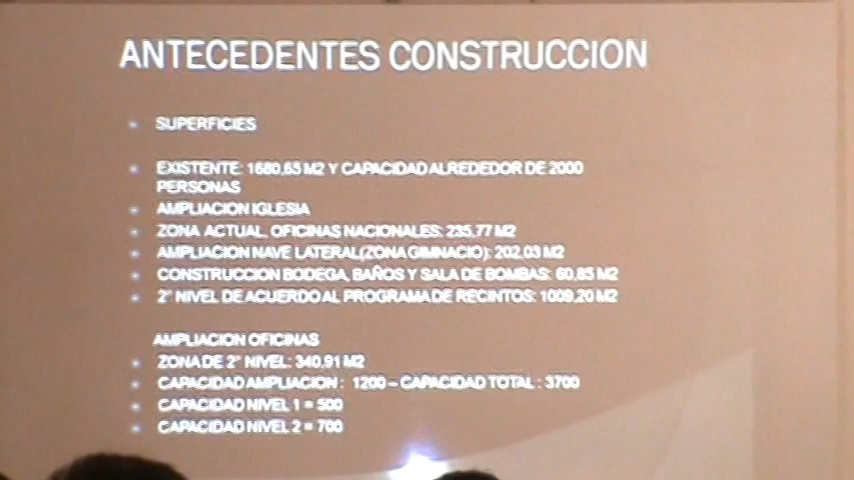 ANTECEDENTES CONSTRUCCION
• SUPERFICIES
• EXISTENTE: 1680,65 M2 Y CAPACIDAD ALREDEDOR DE 2000
PERSONAS
• AMPLIACION IGLESIA
• ZONA ACTUAL, OFICINAS NACIONALES: 235,77 M2
• AMPLIACION NAVE LATERAL(ZONA GIMNACIO): 202,03 M2
• CONSTRUCCION BODEGA, BAÑOS Y SALA DE BOMBAS: 60,85 M2
• 2° NIVEL DE ACUERDO AL PROGRAMA DE RECINTOS: 1009,20 M2
AMPLIACION OFICINAS
• ZONA DE 2° NIVEL: 340,91 M2
• CAPACIDAD AMPLIACION : 1200 – CAPACIDAD TOTAL : 3700
• CAPACIDAD NIVEL 1 = 500
• CAPACIDAD NIVEL 2 = 700